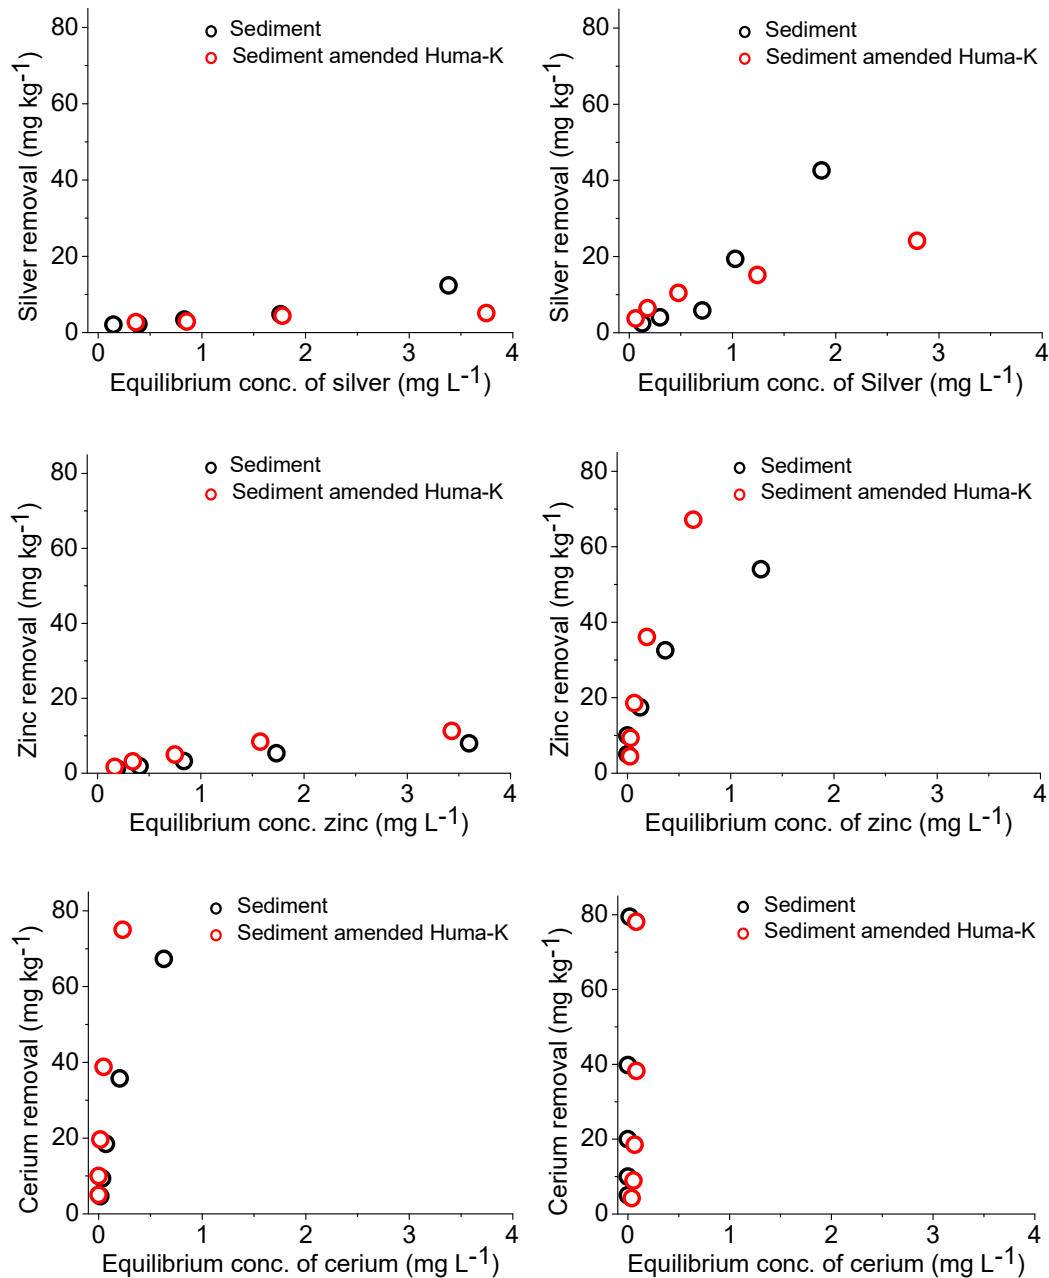 Silver removal (mg kg-1)
80
60
40
20
0
Sediment
Sediment amended Huma-K
0 1 2 3 4
Equilibrium conc. of silver (mg L-1)
Silver removal (mg kg-1)
80
60
40
20
0
Sediment
Sediment amended Huma-K
0 1 2 3 4
Equilibrium conc. of Silver (mg L-1)
Zinc removal (mg kg-1)
80
60
40
20
0
Sediment
Sediment amended Huma-K
0 1 2 3 4
Equilibrium conc. zinc (mg L-1)
Zinc removal (mg kg-1)
80
60
40
20
0
Sediment
Sediment amended Huma-K
0 1 2 3 4
Equilibrium conc. of zinc (mg L-1)
Cerium removal (mg kg-1)
80
60
40
20
0
Sediment
Sediment amended Huma-K
0 1 2 3 4
Equilibrium conc. of cerium (mg L-1)
Cerium removal (mg kg-1)
80
60
40
20
0
Sediment
Sediment amended Huma-K
0 1 2 3 4
Equilibrium conc. of cerium (mg L-1)